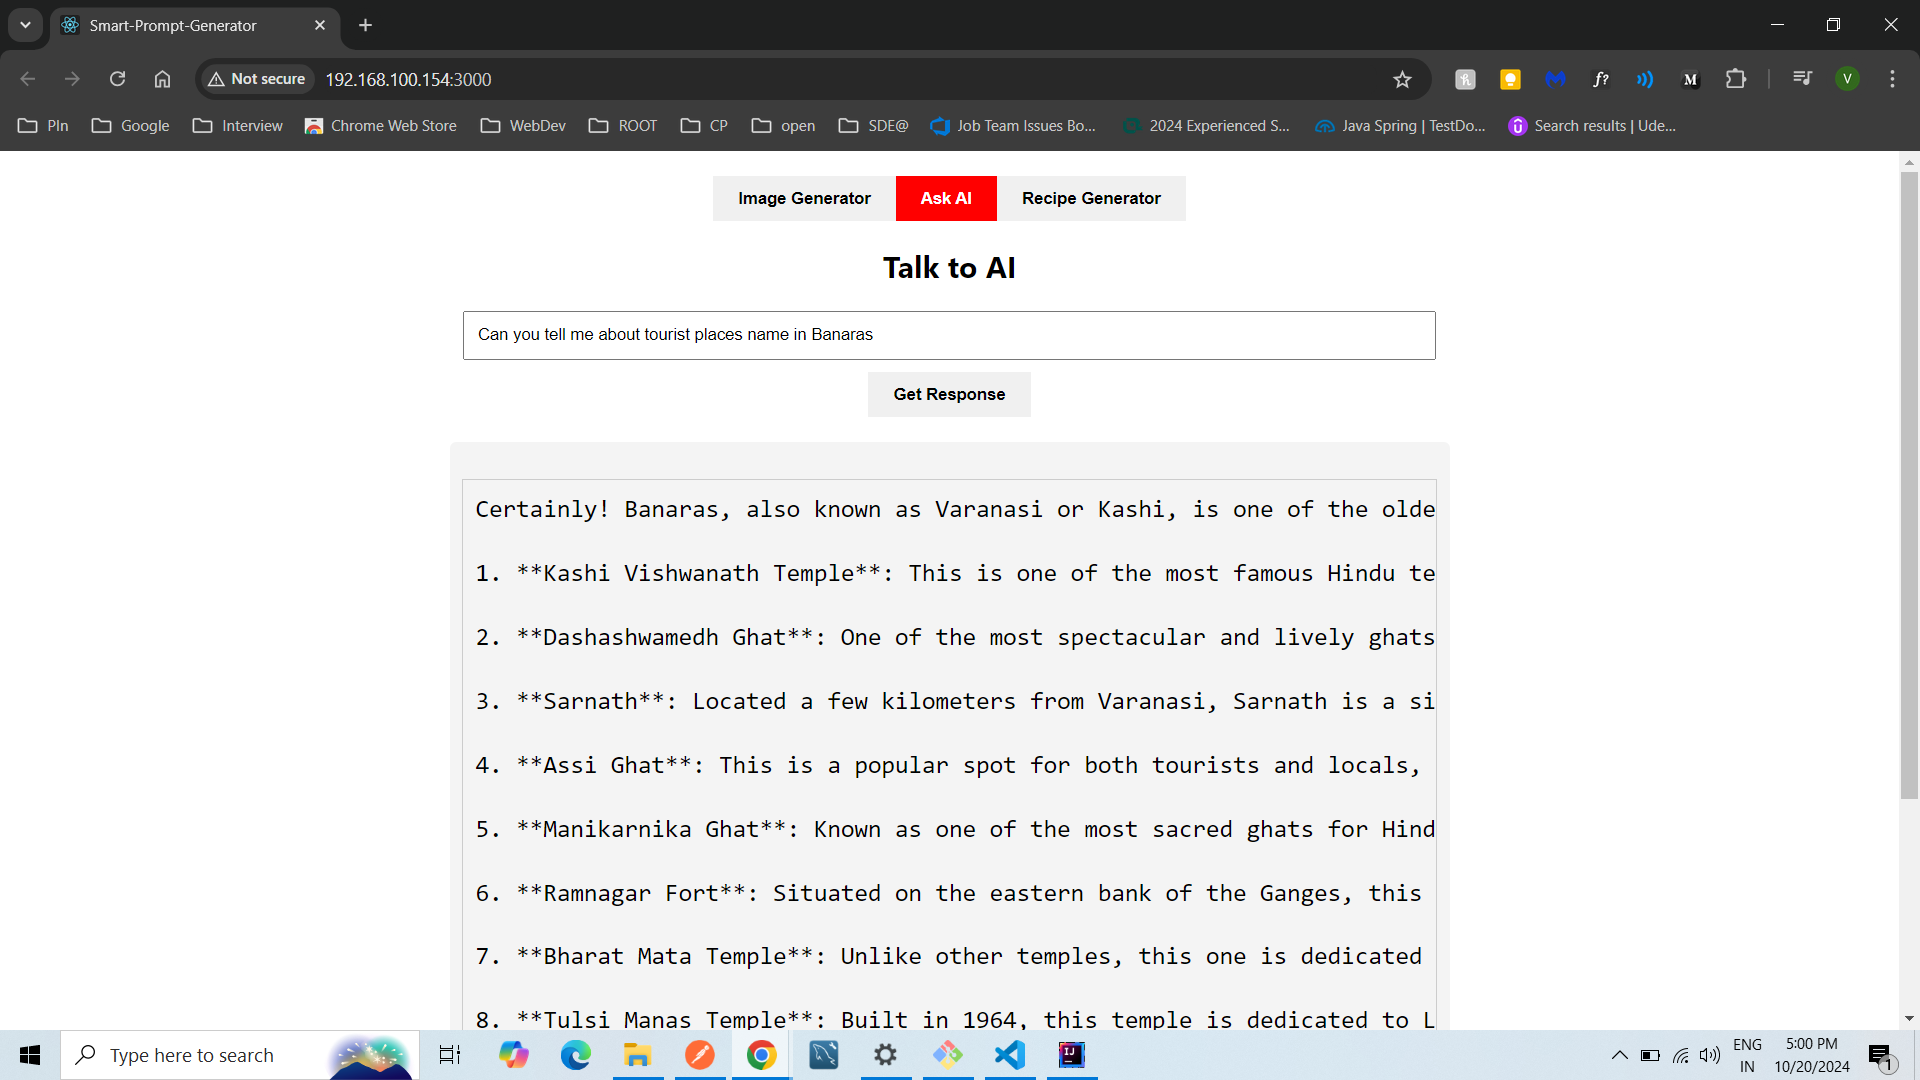 Smart-Prompt-Generator
Not secure
192.168.100.154:3000
f?
M
V
PIn
Google
Interview
Chrome Web Store
WebDev
ROOT
CP
open
SDE@
Job Team Issues Bo...
2024 Experienced S...
Java Spring | TestDo...
Search results | Ude...
Image Generator
Ask AI
Recipe Generator
Talk to AI
Can you tell me about tourist places name in Banaras
Get Response
Certainly! Banaras, also known as Varanasi or Kashi, is one of the olde
1. **Kashi Vishwanath Temple**: This is one of the most famous Hindu te
2. **Dashashwamedh Ghat**: One of the most spectacular and lively ghats
3. **Sarnath**: Located a few kilometers from Varanasi, Sarnath is a si
4. **Assi Ghat**: This is a popular spot for both tourists and locals,
5. **Manikarnika Ghat**: Known as one of the most sacred ghats for Hind
6. **Ramnagar Fort**: Situated on the eastern bank of the Ganges, this
7. **Bharat Mata Temple**: Unlike other temples, this one is dedicated
8. **Tulsi Manas Temple**: Built in 1964, this temple is dedicated to L
Type here to search
IJ
ENG
IN
5:00 PM
10/20/2024
1